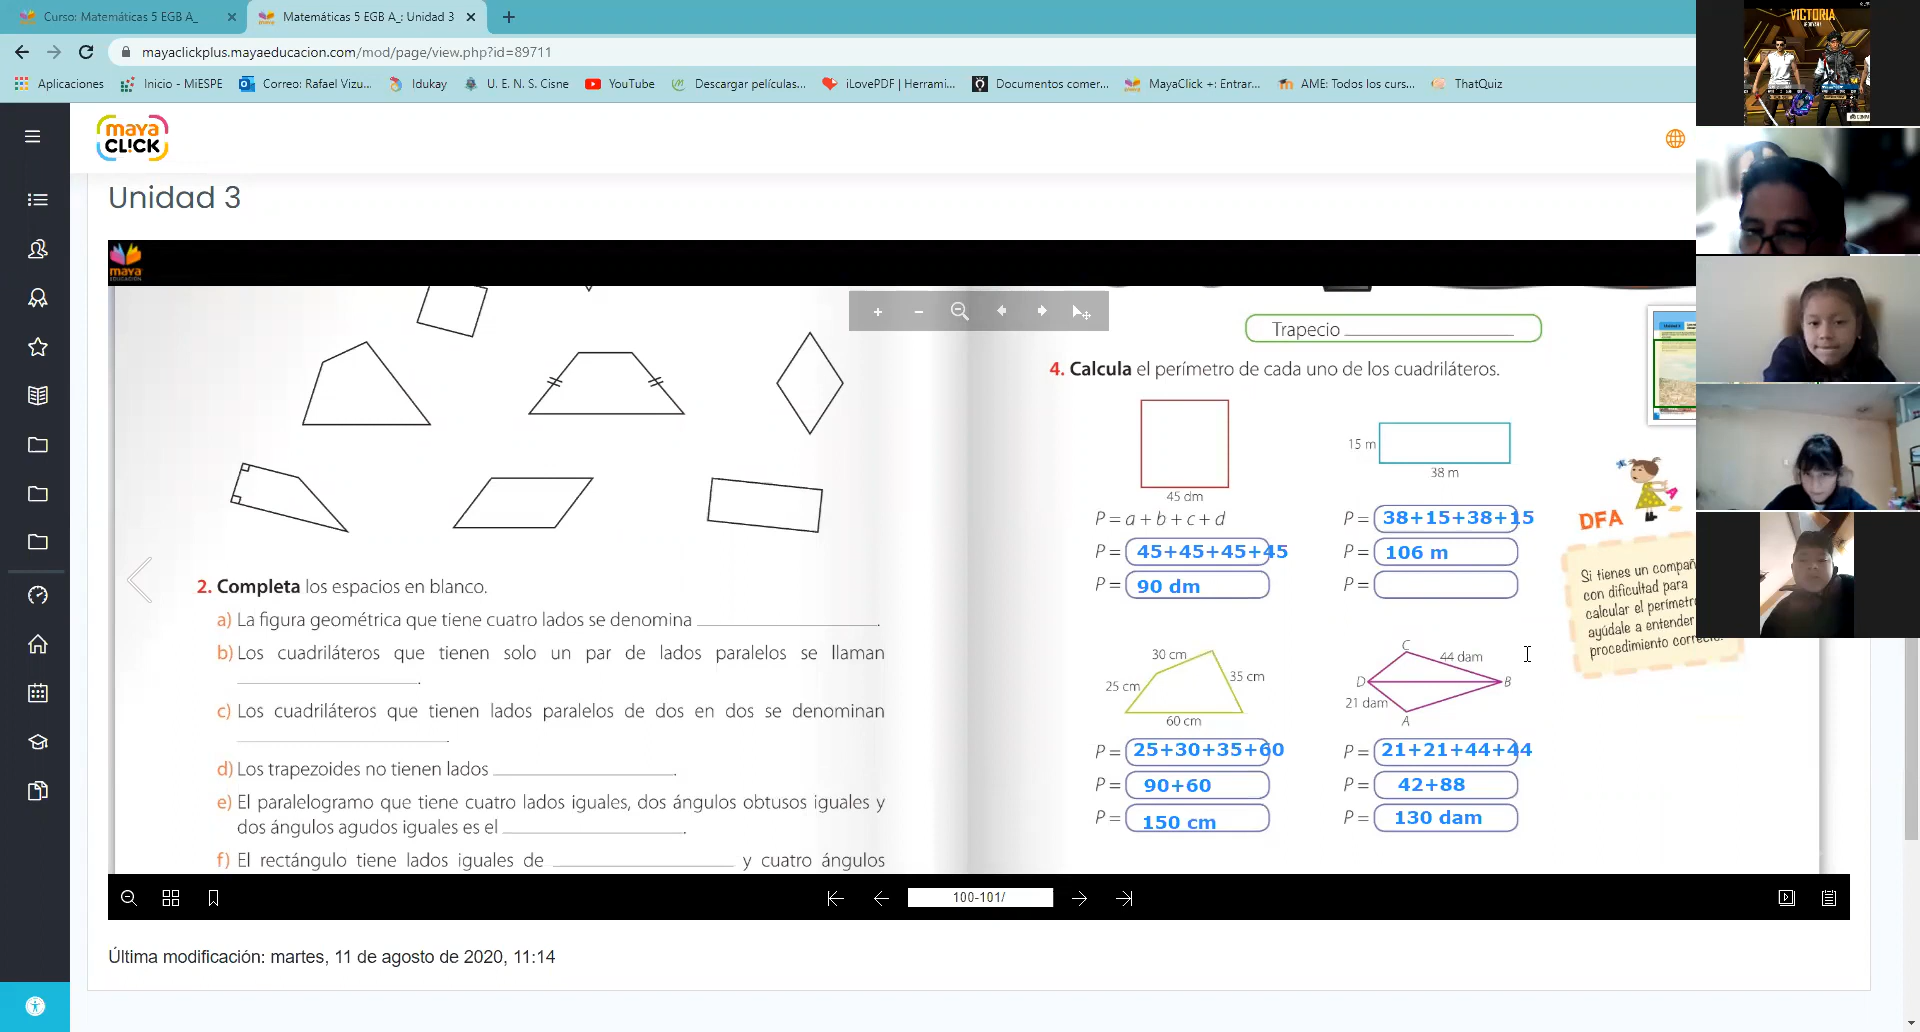 Curso: Matemáticas 5 EGB A_
Matemáticas 5 EGB A_: Unidad 3
mayaclickplus.mayaeducacion.com/mod/page/view.php?id=89711
Aplicaciones
Inicio - MiESPE
Correo: Rafael Vizu...
Idukay
U. E. N. S. Cisne
YouTube
Descargar películas...
iLovePDF | Herrami...
Documentos comer...
MayaClick +: Entrar...
AME: Todos los curs...
ThatQuiz
VICTORIA
maya
CLICK
Unidad 3
maya
EDUCACIÓN
2. Completa los espacios en blanco.
a) La figura geométrica que tiene cuatro lados se denomina ____________.
b) Los cuadriláteros que tienen solo un par de lados paralelos se llaman
____________.
c) Los cuadriláteros que tienen lados paralelos de dos en dos se denominan
____________.
d) Los trapezoides no tienen lados ____________.
e) El paralelogramo que tiene cuatro lados iguales, dos ángulos obtusos iguales y
dos ángulos agudos iguales es el ____________.
f) El rectángulo tiene lados iguales de ____________ y cuatro ángulos
Trapecio ____________
4. Calcula el perímetro de cada uno de los cuadriláteros.
45 dm
P = a + b + c + d
P = 45+45+45+45
P = 90 dm
15 m
38 m
P = 38+15+38+15
P = 106 m
P =
30 cm
25 cm
35 cm
60 cm
P = 25+30+35+60
P = 90+60
P = 150 cm
C
44 dam
D
B
21 dam
A
P = 21+21+44+44
P = 42+88
P = 130 dam
DFA
Si tienes un compañ
con dificultad para
calcular el perímetr
ayúdale a entender
procedimiento correcto.
100-101/
Última modificación: martes, 11 de agosto de 2020, 11:14